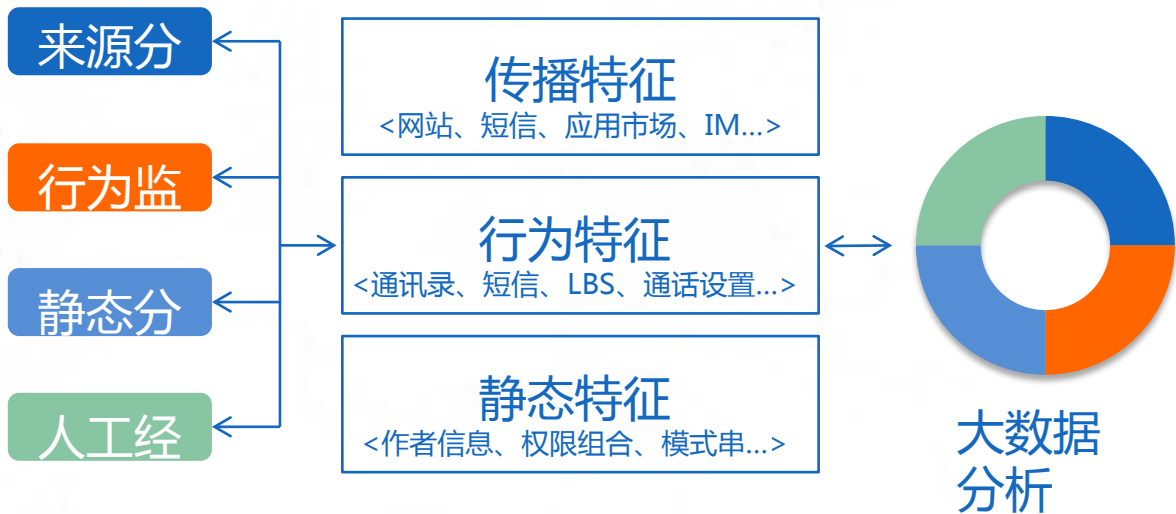 来源分
行为监
静态分
人工经
传播特征
<网站、短信、应用市场、IM...>
行为特征
<通讯录、短信、LBS、通话设置...>
静态特征
<作者信息、权限组合、模式串...>
大数据
分析